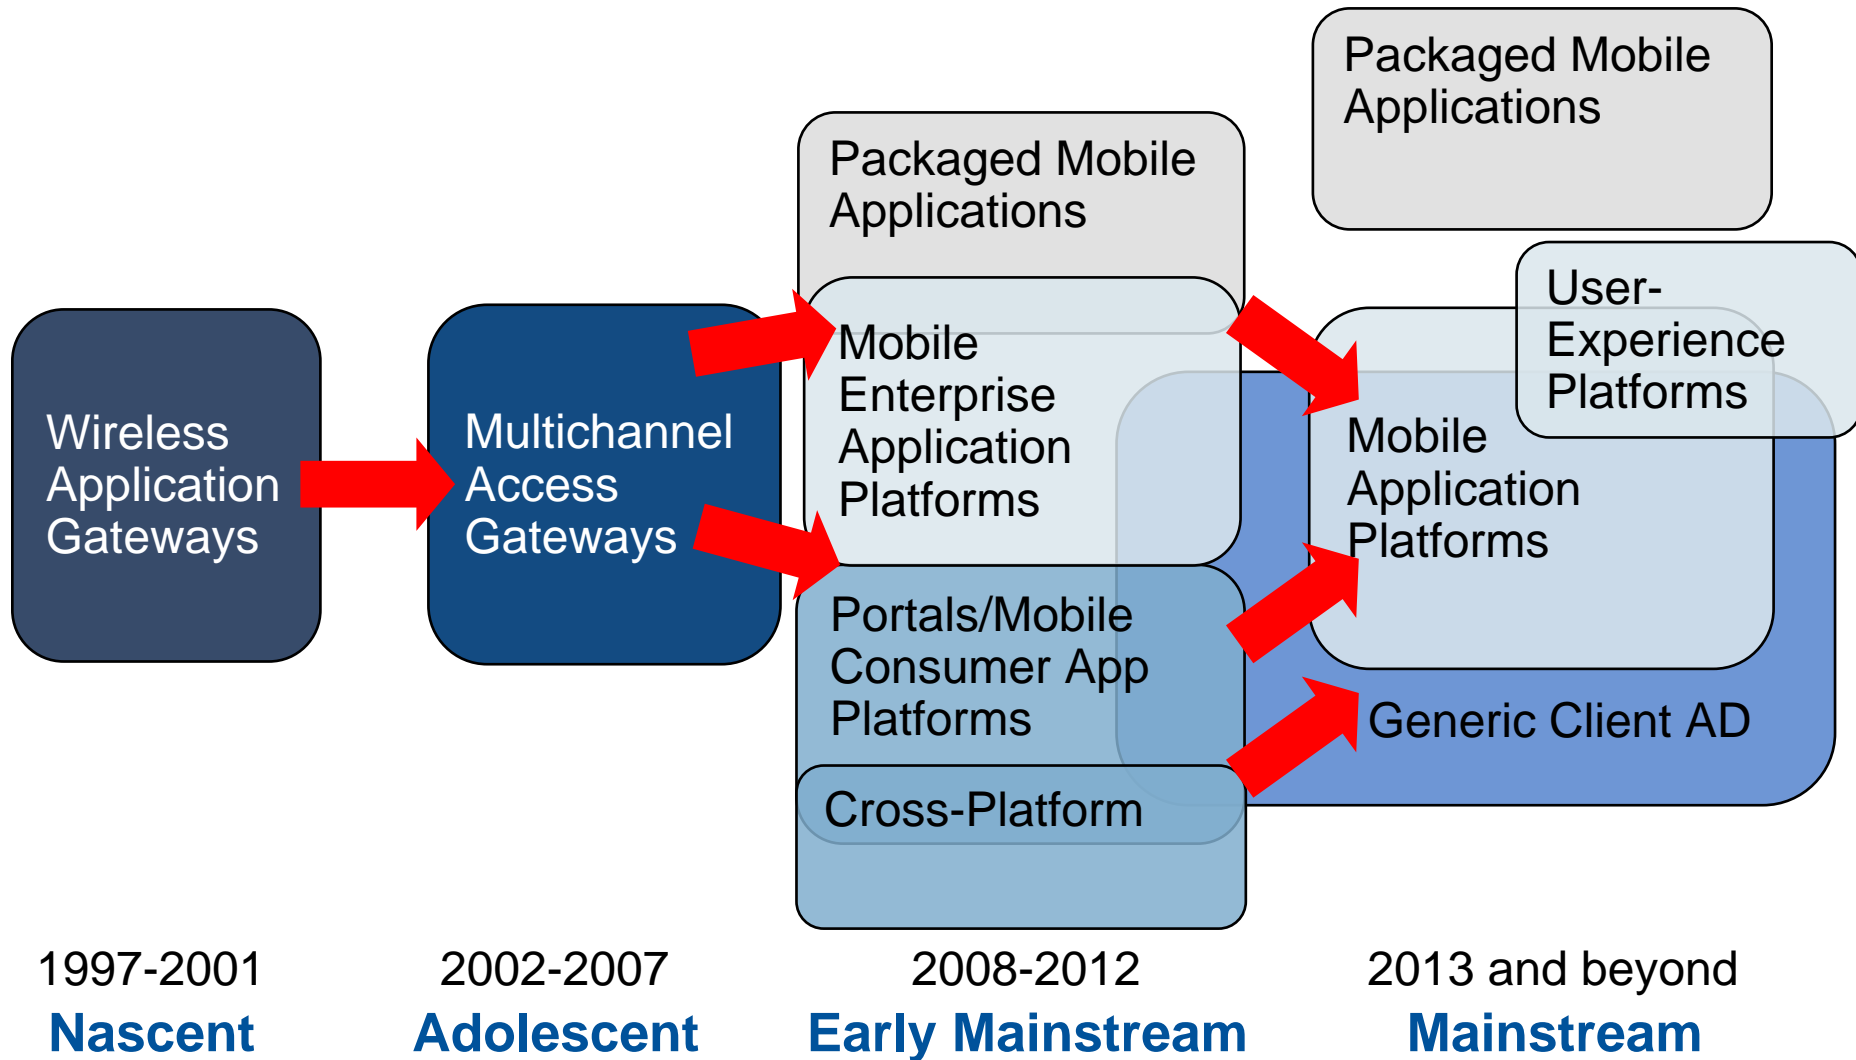 Wireless
Application
Gateways
Multichannel
Access
Gateways
Packaged Mobile
Applications
Mobile
Enterprise
Application
Platforms
Portals/Mobile
Consumer App
Platforms
Cross-Platform
Packaged Mobile
Applications
User-
Experience
Platforms
Mobile
Application
Platforms
Generic Client AD
1997-2001
Nascent
2002-2007
Adolescent
2008-2012
Early Mainstream
2013 and beyond
Mainstream